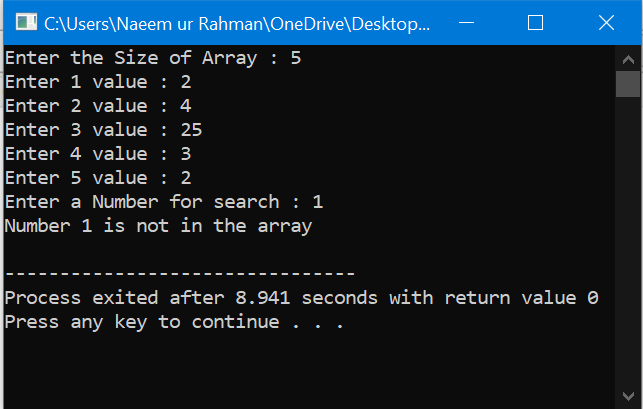 C:\Users\Naeem ur Rahman\OneDrive\Desktop...
Enter the Size of Array : 5
Enter 1 value : 2
Enter 2 value : 4
Enter 3 value : 25
Enter 4 value : 3
Enter 5 value : 2
Enter a Number for search : 1
Number 1 is not in the array
--------------------------------
Process exited after 8.941 seconds with return value 0
Press any key to continue . . .